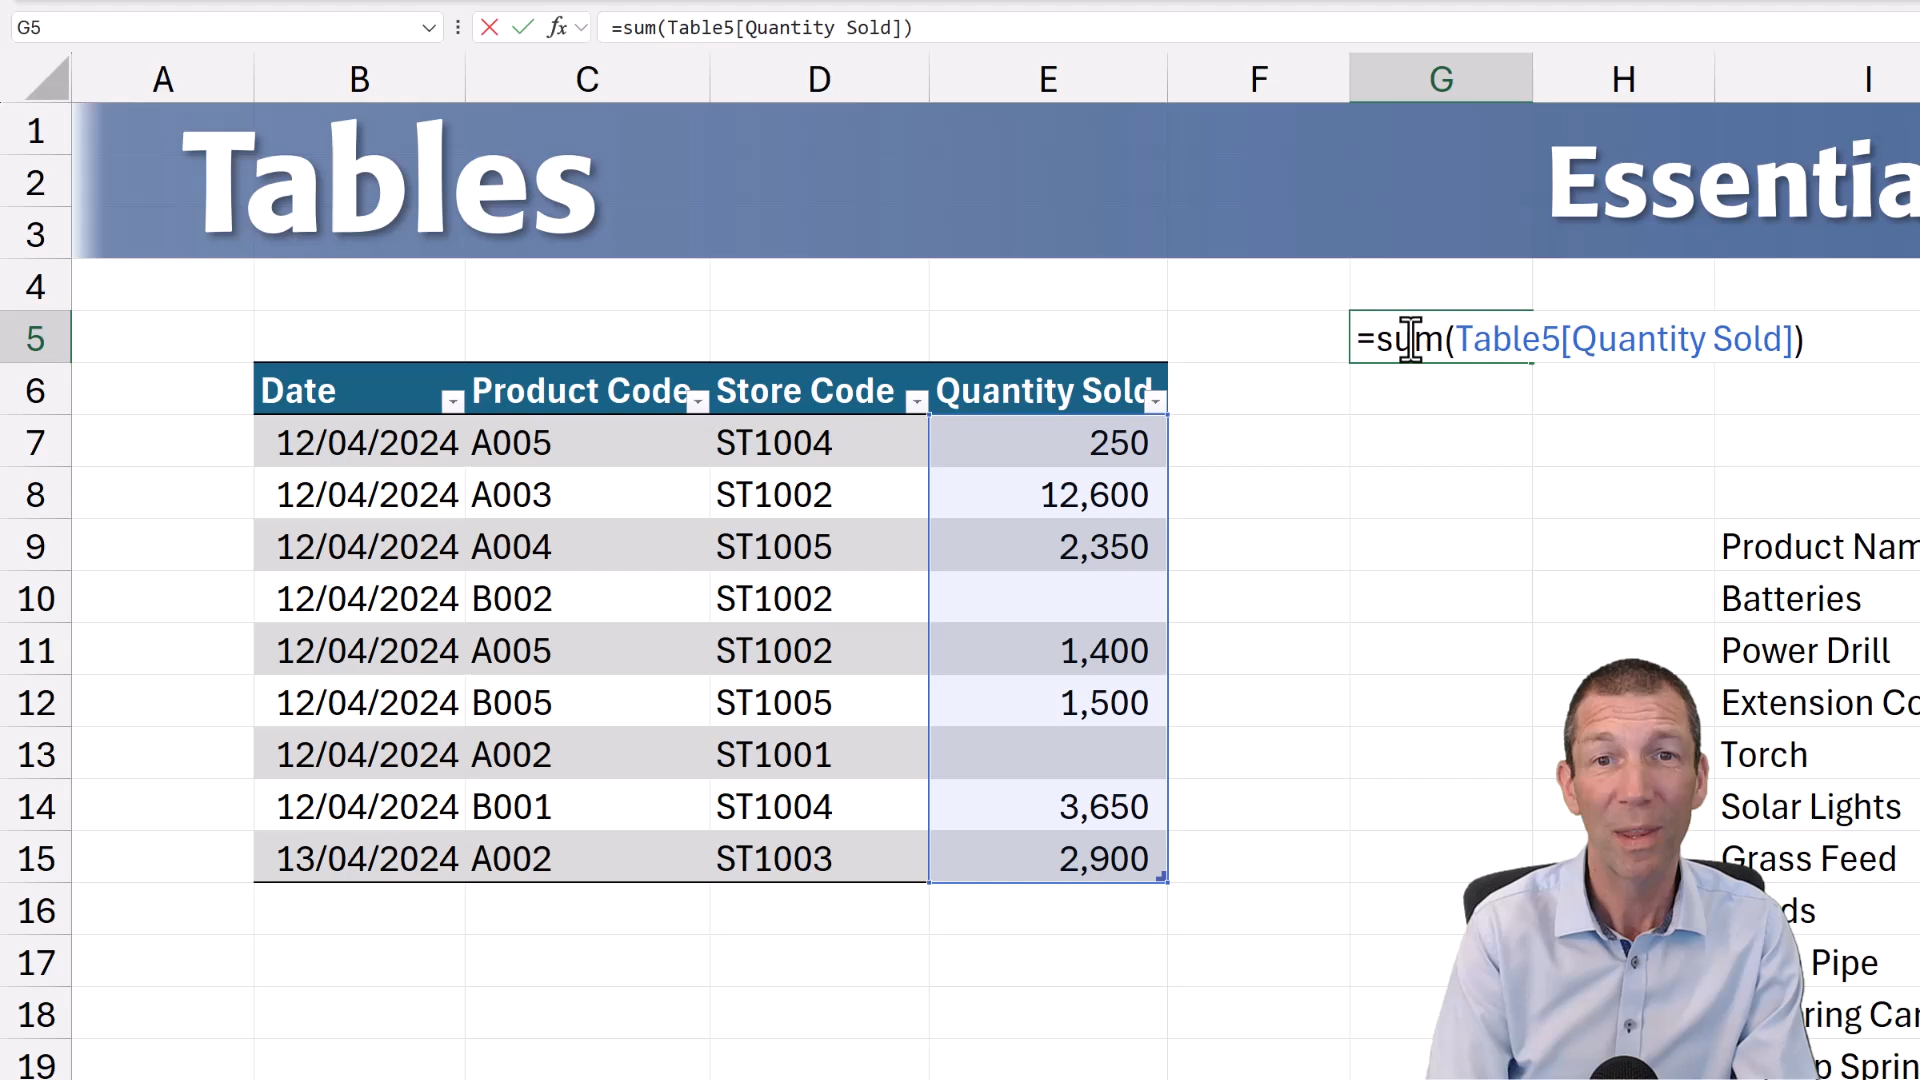 G5
fx
=sum(Table5[Quantity Sold])
A B C D E F G H I
1
2
3
Tables
Essentia
4
5 =sum(Table5[Quantity Sold])
6 Date Product Code Store Code Quantity Sold
7 12/04/2024 A005 ST1004 250
8 12/04/2024 A003 ST1002 12,600
9 12/04/2024 A004 ST1005 2,350 Product Nam
10 12/04/2024 B002 ST1002 Batteries
11 12/04/2024 A005 ST1002 1,400 Power Drill
12 12/04/2024 B005 ST1005 1,500 Extension Co
13 12/04/2024 A002 ST1001 Torch
14 12/04/2024 B001 ST1004 3,650 Solar Lights
15 13/04/2024 A002 ST1003 2,900 Grass Feed
16 ds
17 Pipe
18 ring Can
19 p Sprin